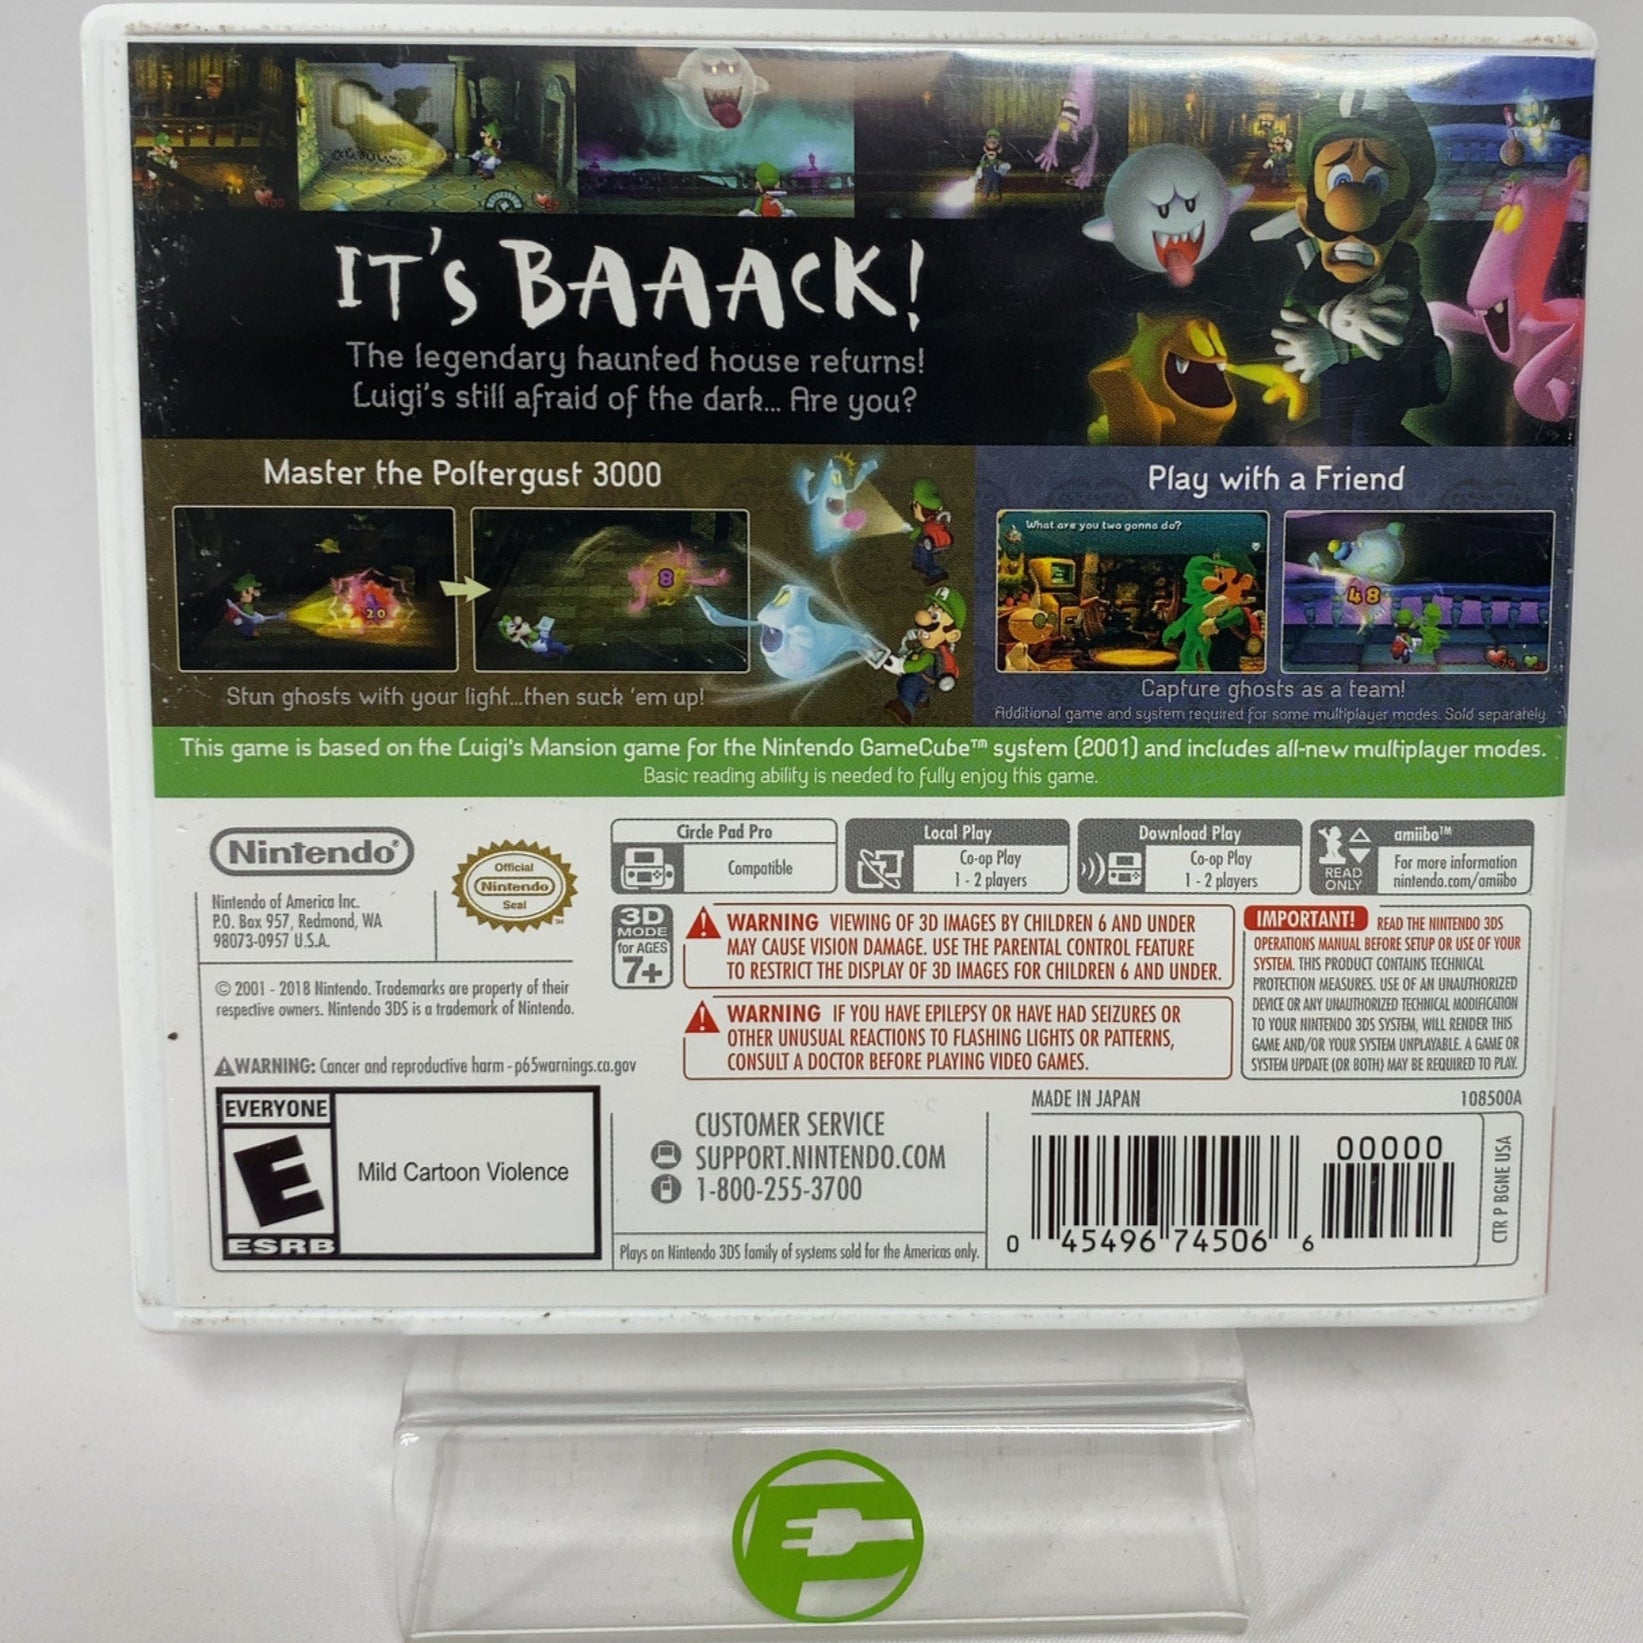 IT'S BAAACK!
The legendary haunted house returns!
Luigi's still afraid of the dark... Are you?
Master the Poltergust 3000
20
8
Stun ghosts with your light...then suck 'em up!
Play with a Friend
What are you two gonna do?
48
Capture ghosts as a team!
Additional game and system required for some multiplayer modes. Sold separately.
This game is based on the Luigi's Mansion game for the Nintendo GameCube™ system (2001) and includes all-new multiplayer modes.
Basic reading ability is needed to fully enjoy this game.
Nintendo®
Nintendo of America Inc.
P.O. Box 957, Redmond, WA
98073-0957 U.S.A.
Official
Nintendo
Seal
TM
Circle Pad Pro
Compatible
Local Play
Co-op Play
1 - 2 players
Download Play
Co-op Play
1 - 2 players
READ
ONLY
amiibo™
For more information
nintendo.com/amiibo
© 2001 - 2018 Nintendo. Trademarks are property of their
respective owners. Nintendo 3DS is a trademark of Nintendo.
3D
MODE
for AGES
7+
WARNING VIEWING OF 3D IMAGES BY CHILDREN 6 AND UNDER
MAY CAUSE VISION DAMAGE. USE THE PARENTAL CONTROL FEATURE
TO RESTRICT THE DISPLAY OF 3D IMAGES FOR CHILDREN 6 AND UNDER.
WARNING IF YOU HAVE EPILEPSY OR HAVE HAD SEIZURES OR
OTHER UNUSUAL REACTIONS TO FLASHING LIGHTS OR PATTERNS,
CONSULT A DOCTOR BEFORE PLAYING VIDEO GAMES.
IMPORTANT! READ THE NINTENDO 3DS
OPERATIONS MANUAL BEFORE SETUP OR USE OF YOUR
SYSTEM. THIS PRODUCT CONTAINS TECHNICAL
PROTECTION MEASURES. USE OF AN UNAUTHORIZED
DEVICE OR ANY UNAUTHORIZED TECHNICAL MODIFICATION
TO YOUR NINTENDO 3DS SYSTEM, WILL RENDER THIS
GAME AND/OR YOUR SYSTEM UNPLAYABLE. A GAME OR
SYSTEM UPDATE (OR BOTH) MAY BE REQUIRED TO PLAY.
WARNING: Cancer and reproductive harm - p65warnings.ca.gov
EVERYONE
E
ESRB
Mild Cartoon Violence
CUSTOMER SERVICE
SUPPORT.NINTENDO.COM
1-800-255-3700
Plays on Nintendo 3DS family of systems sold for the Americas only.
MADE IN JAPAN
108500A
00000
0 45496 74506 6
CTR P BGNE USA